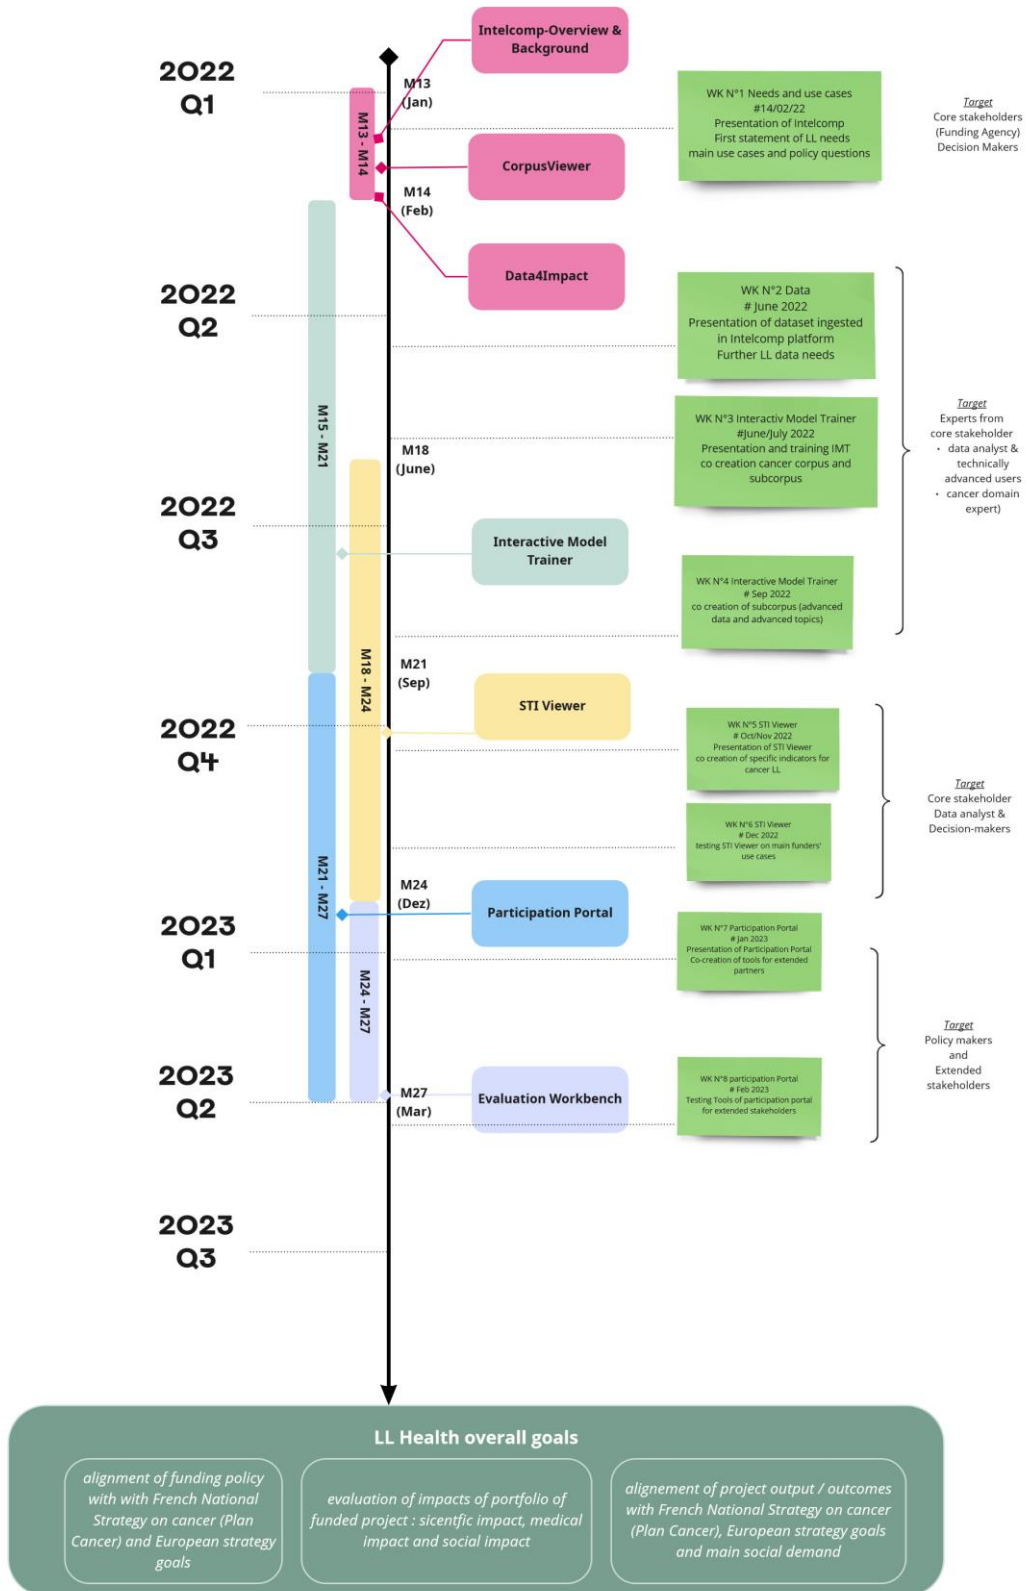 Intelcomp-Overview &
Background
2022
Q1
M13
(Jan)
M13 - M14
WK N°1 Needs and use cases
#14/02/22
Presentation of Intelcomp
First statement of LL needs
main use cases and policy questions
Target
Core stakeholders
(Funding Agency)
Decision Makers
CorpusViewer
M14
(Feb)
Data4Impact
2022
Q2
WK N°2 Data
# June 2022
Presentation of dataset ingested
in Intelcomp platform
Further LL data needs
M15 - M21
WK N°3 Interactiv Model Trainer
#June/July 2022
Presentation and training IMT
co creation cancer corpus and
subcorpus
Target
Experts from
core stakeholder
• data analyst &
technically
advanced users
• cancer domain
expert)
M18
(June)
2022
Q3
Interactive Model
Trainer
WK N°4 Interactive Model Trainer
# Sep 2022
co creation of subcorpus (advanced
data and advanced topics)
M18 - M24
M21
(Sep)
STI Viewer
2022
Q4
WK N°5 STI Viewer
# Oct/Nov 2022
Presentation of STI Viewer
co creation of specific indicators for
cancer LL
Target
Core stakeholder
Data analyst &
Decision-makers
WK N°6 STI Viewer
# Dec 2022
testing STI Viewer on main funders'
use cases
M21 - M27
M24
(Dez)
Participation Portal
2023
Q1
WK N°7 Participation Portal
# Jan 2023
Presentation of Participation Portal
Co-creation of tools for extended
partners
M24 - M27
Target
Policy makers
and
Extended
stakeholders
2023
Q2
M27
(Mar)
Evaluation Workbench
WK N°8 participation Portal
# Feb 2023
Testing Tools of participation portal
for extended stakeholders
2023
Q3
LL Health overall goals
alignment of funding policy
with with French National
Strategy on cancer (Plan
Cancer) and European strategy
goals
evaluation of impacts of portfolio of
funded project : sicentfic impact, medical
impact and social impact
alignement of project output / outcomes
with French National Strategy on cancer
(Plan Cancer), European strategy goals
and main social demand